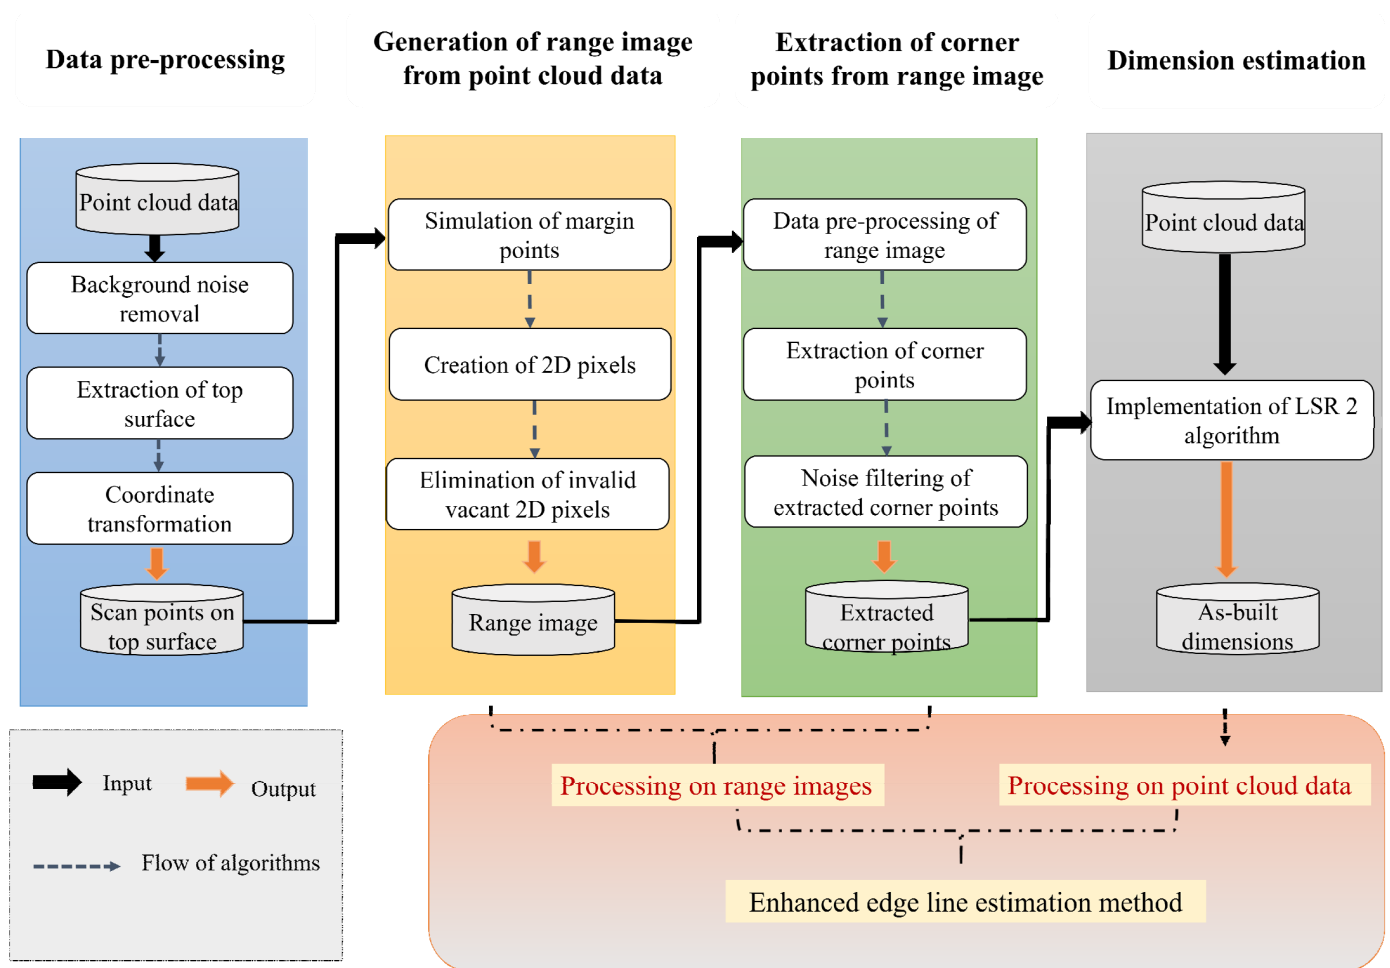 Data pre-processing
Generation of range image
from point cloud data
Extraction of corner
points from range image
Dimension estimation
Point cloud data
Background noise
removal
Extraction of top
surface
Coordinate
transformation
Scan points on
top surface
Simulation of margin
points
Creation of 2D pixels
Elimination of invalid
vacant 2D pixels
Range image
Data pre-processing of
range image
Extraction of corner
points
Noise filtering of
extracted corner points
Extracted
corner points
Point cloud data
Implementation of LSR 2
algorithm
As-built
dimensions
Input
Output
Flow of algorithms
Processing on range images
Processing on point cloud data
Enhanced edge line estimation method